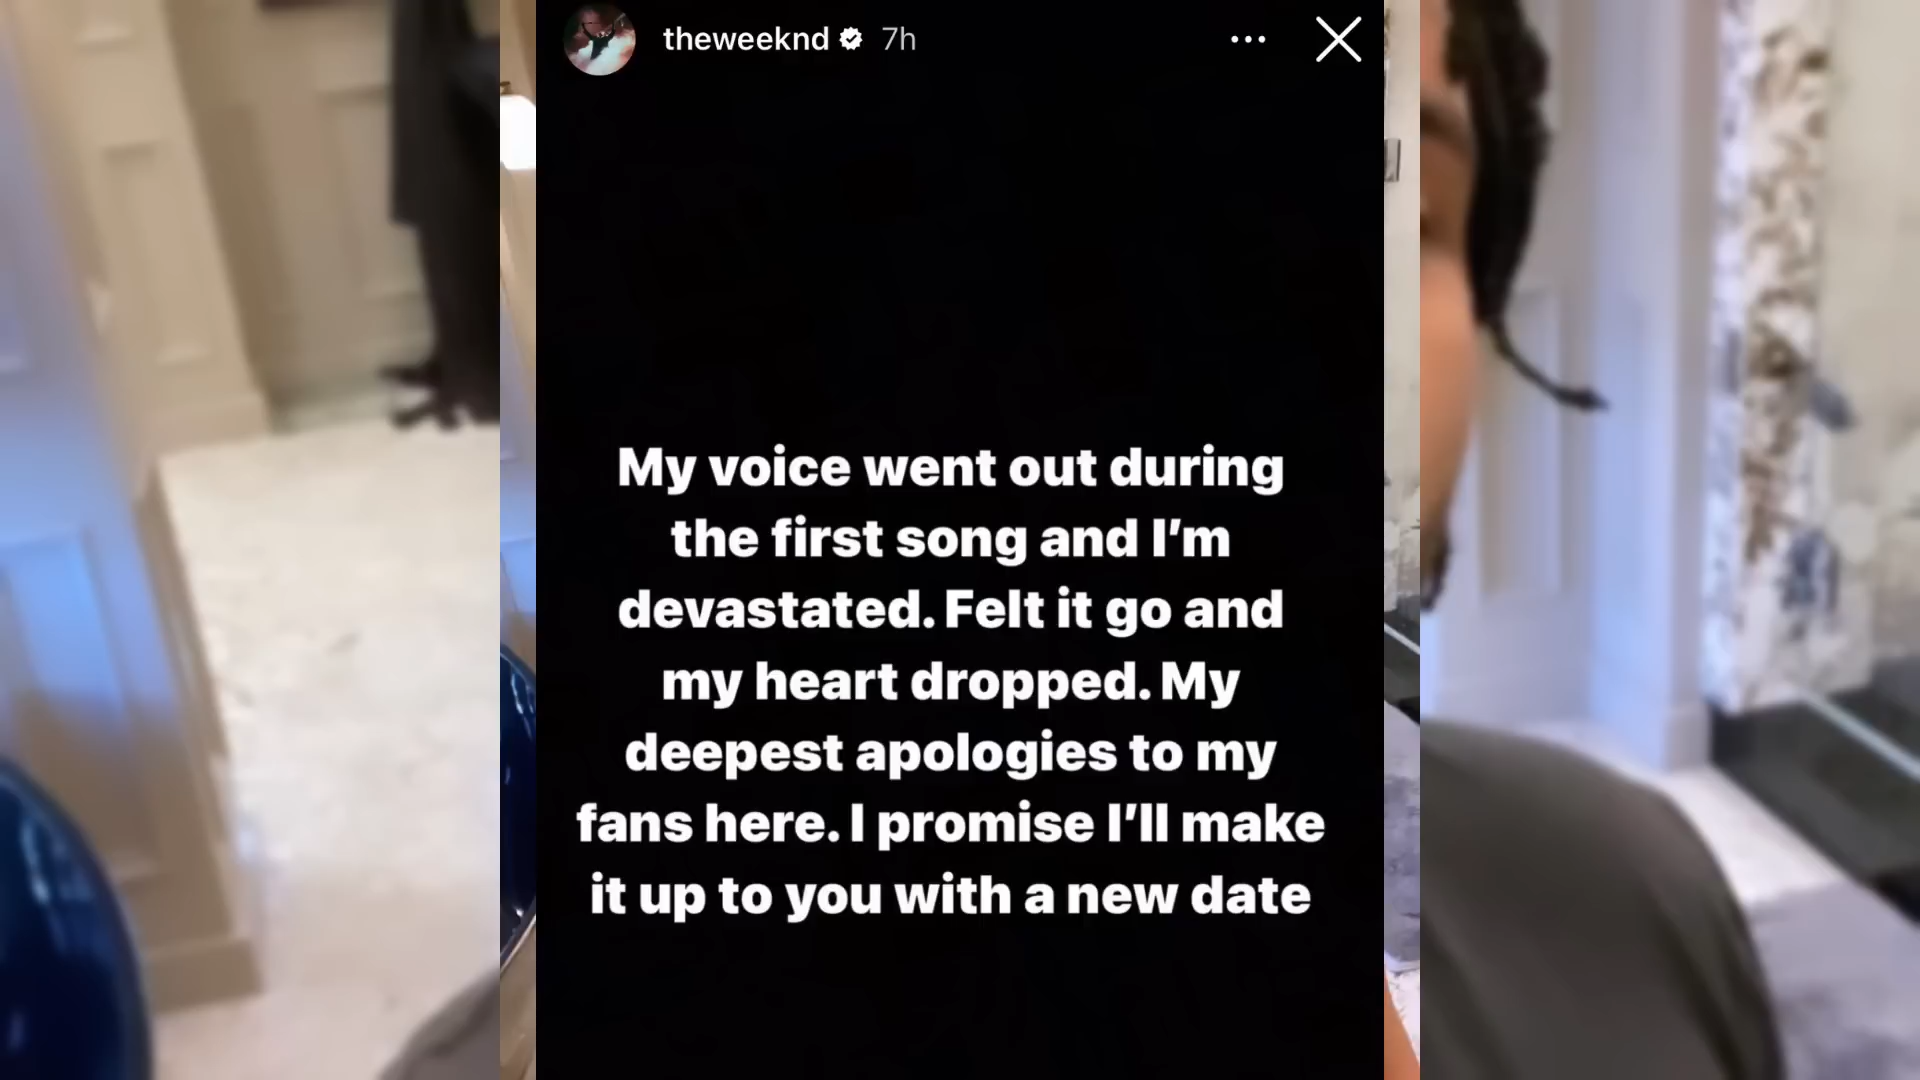 theweeknd 7h
My voice went out during
the first song and I'm
devastated. Felt it go and
my heart dropped. My
deepest apologies to my
fans here. I promise I'll make
it up to you with a new date